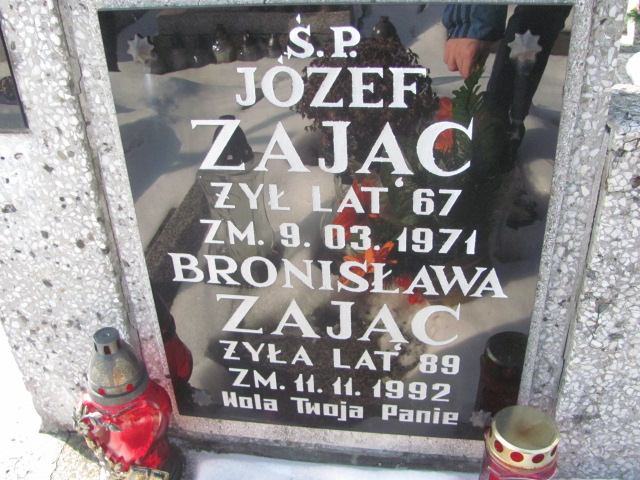 Ś.P.
JÓZEF
ZAJĄC
ŻYŁ LAT 67
ZM. 9. 03. 1971
BRONISŁAWA
ZAJĄC
ŻYŁA LAT 89
ZM. 11. 11. 1992
Wola Twoja Panie